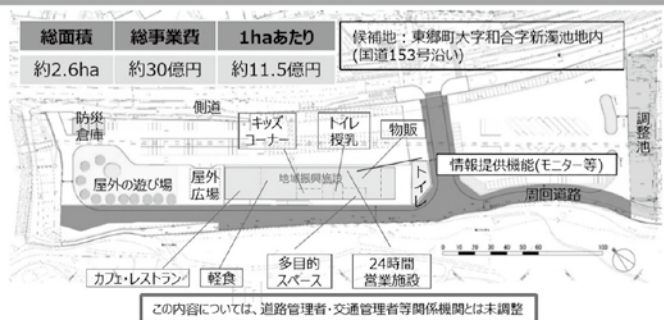 総面積 総事業費 1haあたり
約2.6ha 約30億円 約11.5億円
候補地：東郷町大字和合字新濁池地内
(国道153号沿い)
側道
防災
倉庫
キッズ
コーナー
トイレ
授乳
物販
調整池
情報提供機能(モニター等)
屋外の遊び場
屋外
広場
地域振興施設
トイレ
周回道路
0 10 20 30 40 50 60 100
カフェ・レストラン
軽食
多目的
スペース
24時間
営業施設
この内容については、道路管理者・交通管理者等関係機関とは未調整